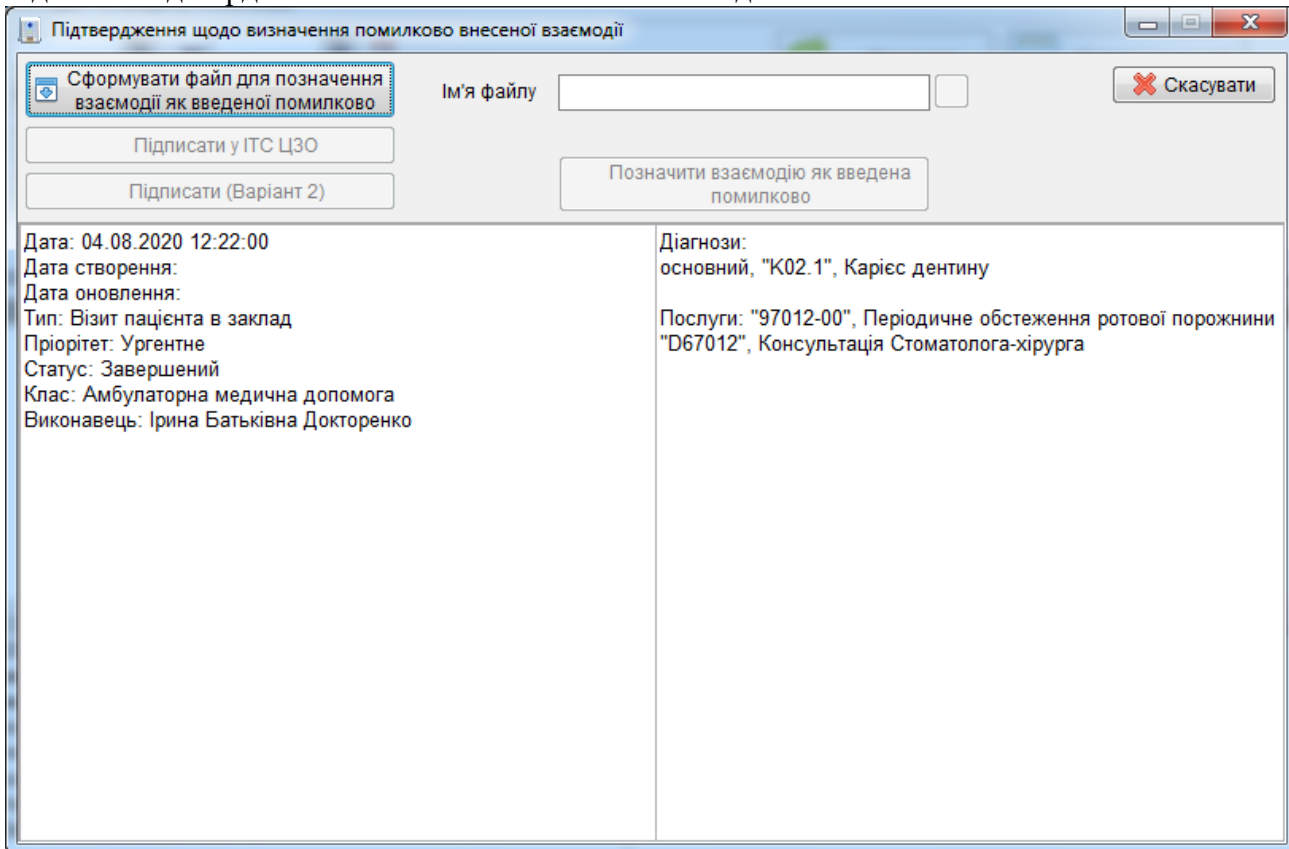 Підтвердження щодо визначення помилково внесеної взаємодії
Сформувати файл для позначення
взаємодії як введеної помилково
Ім'я файлу
Скасувати
Підписати у ІТС ЦЗО
Підписати (Варіант 2)
Позначити взаємодію як введена
помилково
Дата: 04.08.2020 12:22:00
Дата створення:
Дата оновлення:
Тип: Візит пацієнта в заклад
Пріорітет: Ургентне
Статус: Завершений
Клас: Амбулаторна медична допомога
Виконавець: Ірина Батьківна Докторенко
Діагнози:
основний, "K02.1", Карієс дентину
Послуги: "97012-00", Періодичне обстеження ротової порожнини
"D67012", Консультація Стоматолога-хірурга